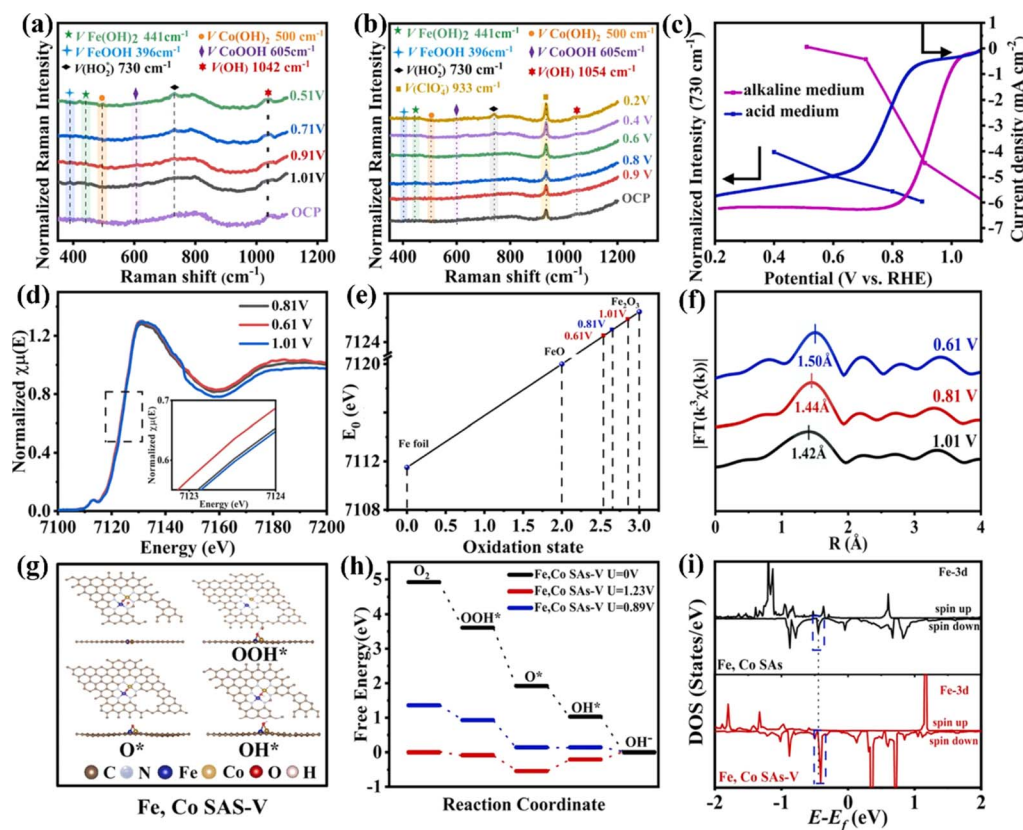 (a)
V Fe(OH)2 441cm-1
V Co(OH)2 500 cm-1
V FeOOH 396cm-1
V CoOOH 605cm-1
V(HO2*) 730 cm-1
V(OH) 1042 cm-1
0.51V
0.71V
0.91V
1.01V
OCP
Normalized Raman Intensity
400 600 800 1000 1200
Raman shift (cm-1)
(b)
V Fe(OH)2 441cm-1
V Co(OH)2 500 cm-1
V FeOOH 396cm-1
V CoOOH 605cm-1
V(HO2*) 730 cm-1
V(OH) 1054 cm-1
V(ClO4-) 933 cm-1
0.2V
0.4 V
0.6 V
0.8 V
0.9 V
OCP
Normalized Raman Intensity
400 600 800 1000 1200
Raman shift (cm-1)
(c)
alkaline medium
acid medium
Normalized Intensity (730 cm-1)
Current density (mA cm-2)
1
0
-1
-2
-3
-4
-5
-6
-7
0.4 0.6 0.8 1.0
Potential (V vs. RHE)
(d)
0.81 V
0.61 V
1.01 V
Normalized χμ(E)
1.2
0.8
0.4
0.0
Normalized χμ(E)
0.6
7123 7124
Energy (eV)
7100 7120 7140 7160 7180 7200
Energy (eV)
(e)
Fe2O3
1.01V
0.81V
0.61V
FeO
Fe foil
E0 (eV)
7124
7120
7112
7108
0.0 0.5 1.0 1.5 2.0 2.5 3.0
Oxidation state
(f)
0.61 V
1.50Å
0.81 V
1.44Å
1.01 V
1.42Å
|FT(k3χ(k))|
0 1 2 3 4
R (Å)
(g)
OOH*
O*
OH*
C N Fe Co O H
Fe, Co SAS-V
(h)
O2
Fe,Co SAs-V U=0V
Fe,Co SAs-V U=1.23V
Fe,Co SAs-V U=0.89V
OOH*
O*
OH*
OH-
Free Energy (eV)
5
4
3
2
1
0
-1
Reaction Coordinate
(i)
Fe-3d
spin up
spin down
Fe, Co SAs
Fe-3d
spin up
spin down
Fe, Co SAs-V
DOS (States/eV)
-2 -1 0 1 2
E-Ef (eV)